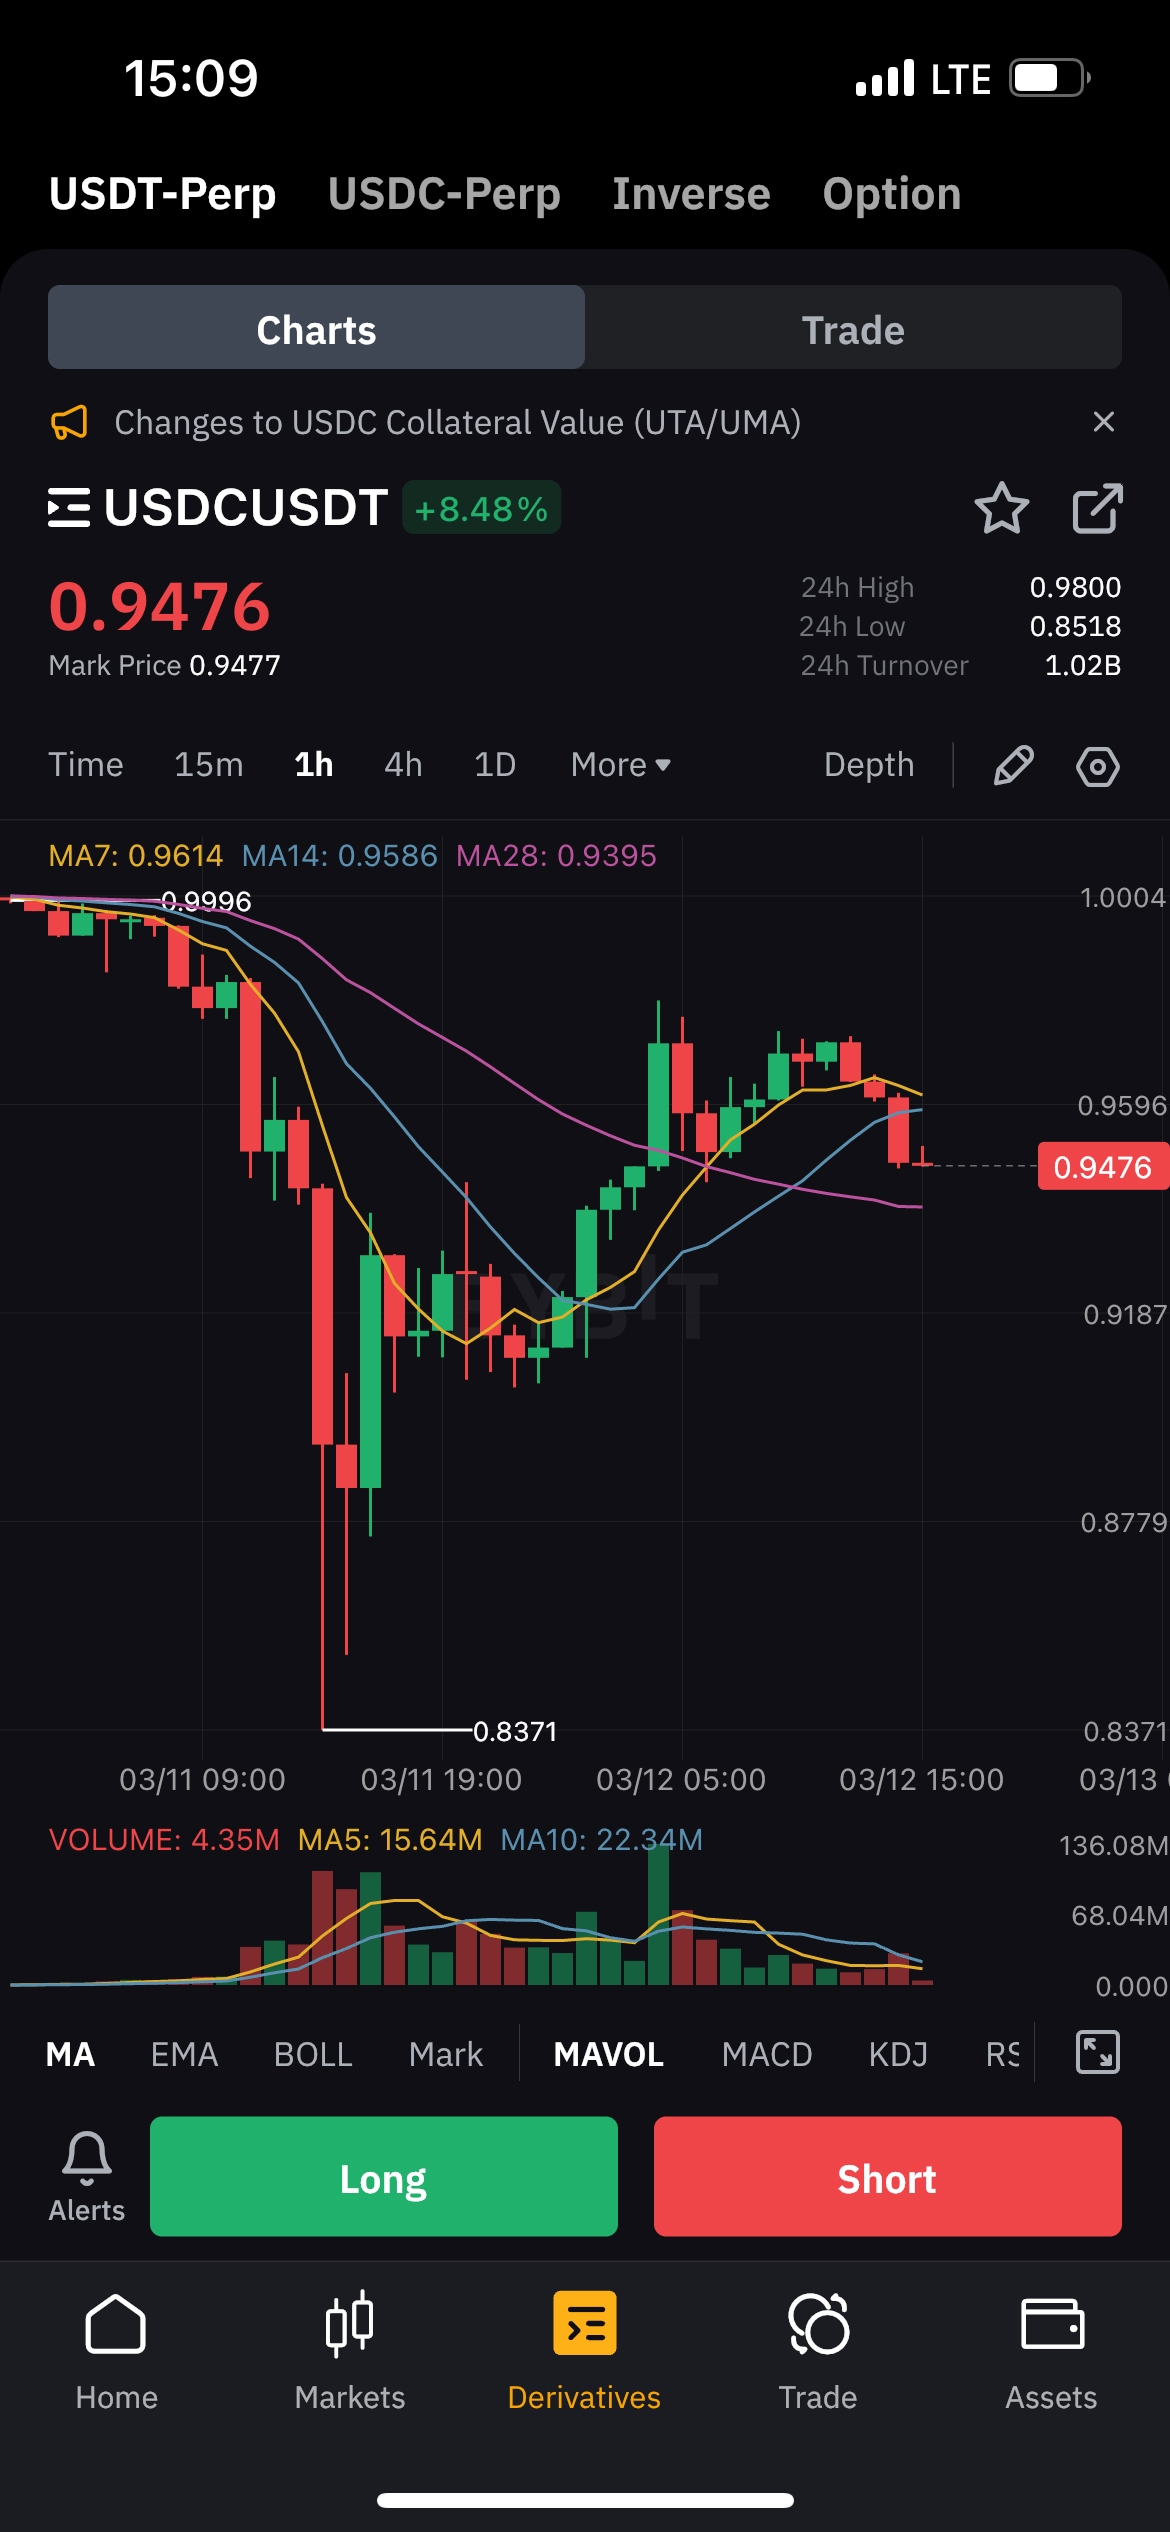 15:09 LTE
USDT-Perp USDC-Perp Inverse Option
Charts Trade
Changes to USDC Collateral Value (UTA/UMA)
USDCUSDT +8.48%
0.9476
Mark Price 0.9477
24h High 0.9800
24h Low 0.8518
24h Turnover 1.02B
Time 15m 1h 4h 1D More Depth
MA7: 0.9614 MA14: 0.9586 MA28: 0.9395
0.9996
1.0004
0.9596
0.9476
BYBIT
0.9187
0.8779
0.8371
0.8371
03/11 09:00 03/11 19:00 03/12 05:00 03/12 15:00 03/13
VOLUME: 4.35M MA5: 15.64M MA10: 22.34M
136.08M
68.04M
0.000
MA EMA BOLL Mark MAVOL MACD KDJ RS
Alerts
Long Short
Home Markets Derivatives Trade Assets